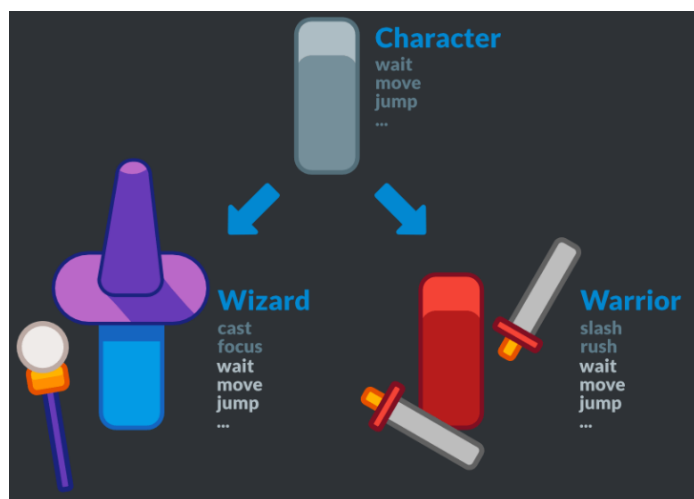 Character
wait
move
jump
...
Wizard
cast
focus
wait
move
jump
...
Warrior
slash
rush
wait
move
jump
...